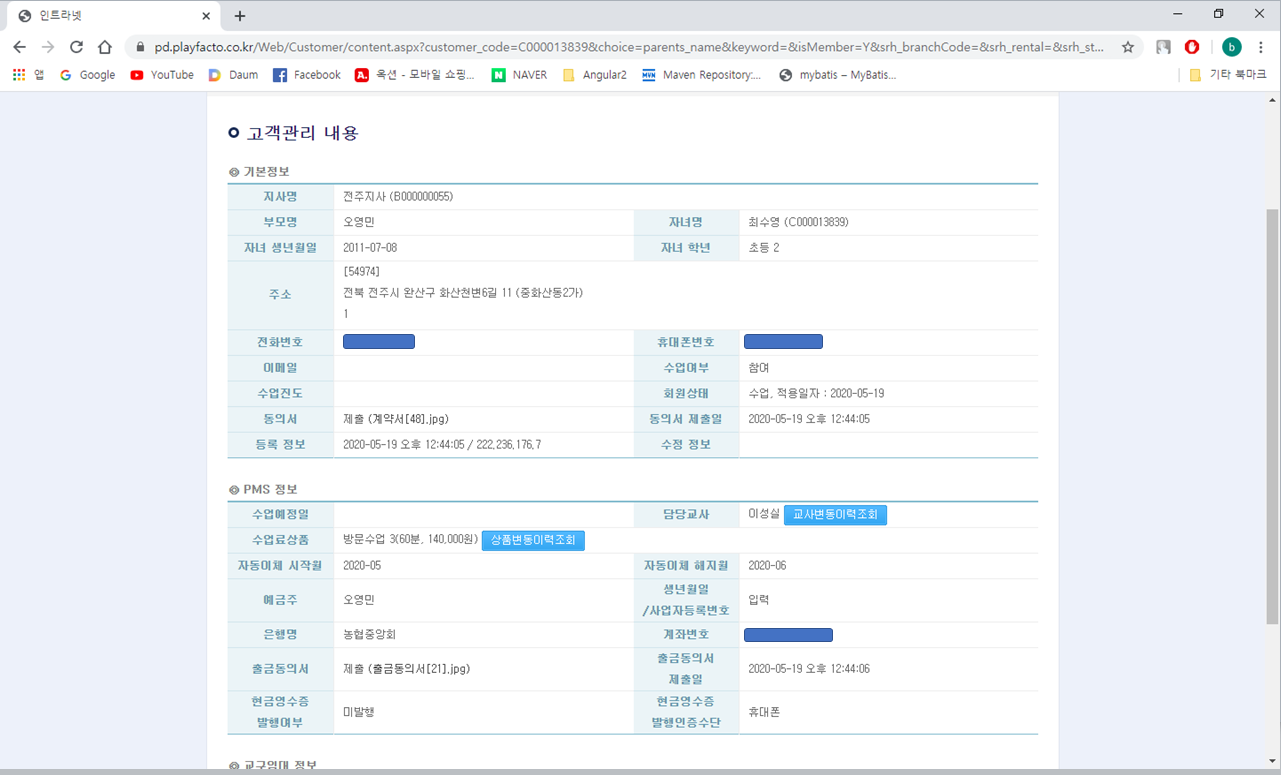 인트라넷
pd.playfacto.co.kr/Web/Customer/content.aspx?customer_code=C000013839&choice=parents_name&keyword=&isMember=Y&srh_branchCode=&srh_rental=&srh_st...
b
앱 Google YouTube Daum Facebook 옥션 - 모바일 쇼핑... NAVER Angular2 Maven Repository:... mybatis – MyBatis... 기타 북마크
고객관리 내용
기본정보
지사명 전주지사 (B000000055)
부모명 오영민 자녀명 최수영 (C000013839)
자녀 생년월일 2011-07-08 자녀 학년 초등 2
주소
[54974]
전북 전주시 완산구 화산천변6길 11 (중화산동2가)
1
전화번호 휴대폰번호
이메일 수업여부 참여
수업진도 회원상태 수업, 적용일자 : 2020-05-19
동의서 제출 (계약서[48].jpg) 동의서 제출일 2020-05-19 오후 12:44:05
등록 정보 2020-05-19 오후 12:44:05 / 222.236.176.7 수정 정보
PMS 정보
수업예정일 담당교사 이성실 교사변동이력조회
수업료상품 방문수업 3(60분, 140,000원) 상품변동이력조회
자동이체 시작월 2020-05 자동이체 해지월 2020-06
예금주 오영민 생년월일
/사업자등록번호 입력
은행명 농협중앙회 계좌번호
출금동의서 제출 (출금동의서[21].jpg) 출금동의서
제출일 2020-05-19 오후 12:44:06
현금영수증
발행여부 미발행 현금영수증
발행인증수단 휴대폰
교구임대 정보